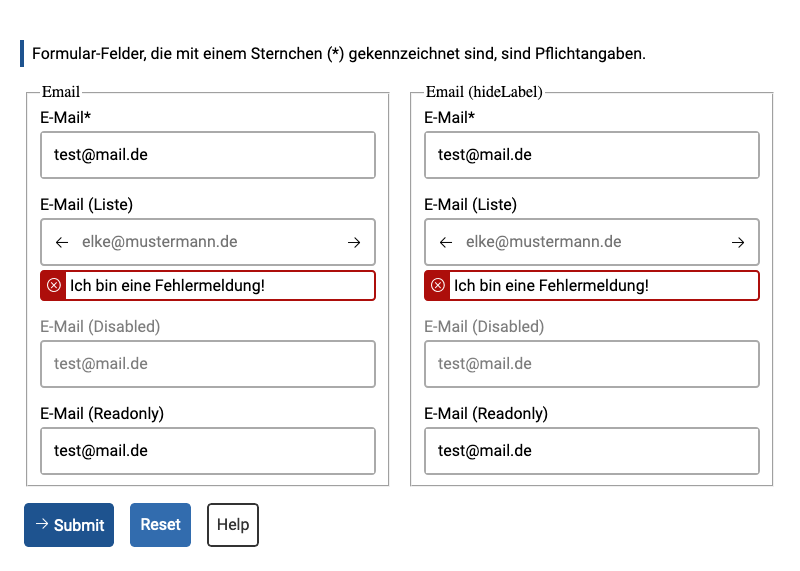 Formular-Felder, die mit einem Sternchen (*) gekennzeichnet sind, sind Pflichtangaben.
Email
E-Mail*
test@mail.de
E-Mail (Liste)
elke@mustermann.de
Ich bin eine Fehlermeldung!
E-Mail (Disabled)
test@mail.de
E-Mail (Readonly)
test@mail.de
Email (hideLabel)
E-Mail*
test@mail.de
E-Mail (Liste)
elke@mustermann.de
Ich bin eine Fehlermeldung!
E-Mail (Disabled)
test@mail.de
E-Mail (Readonly)
test@mail.de
Submit
Reset
Help